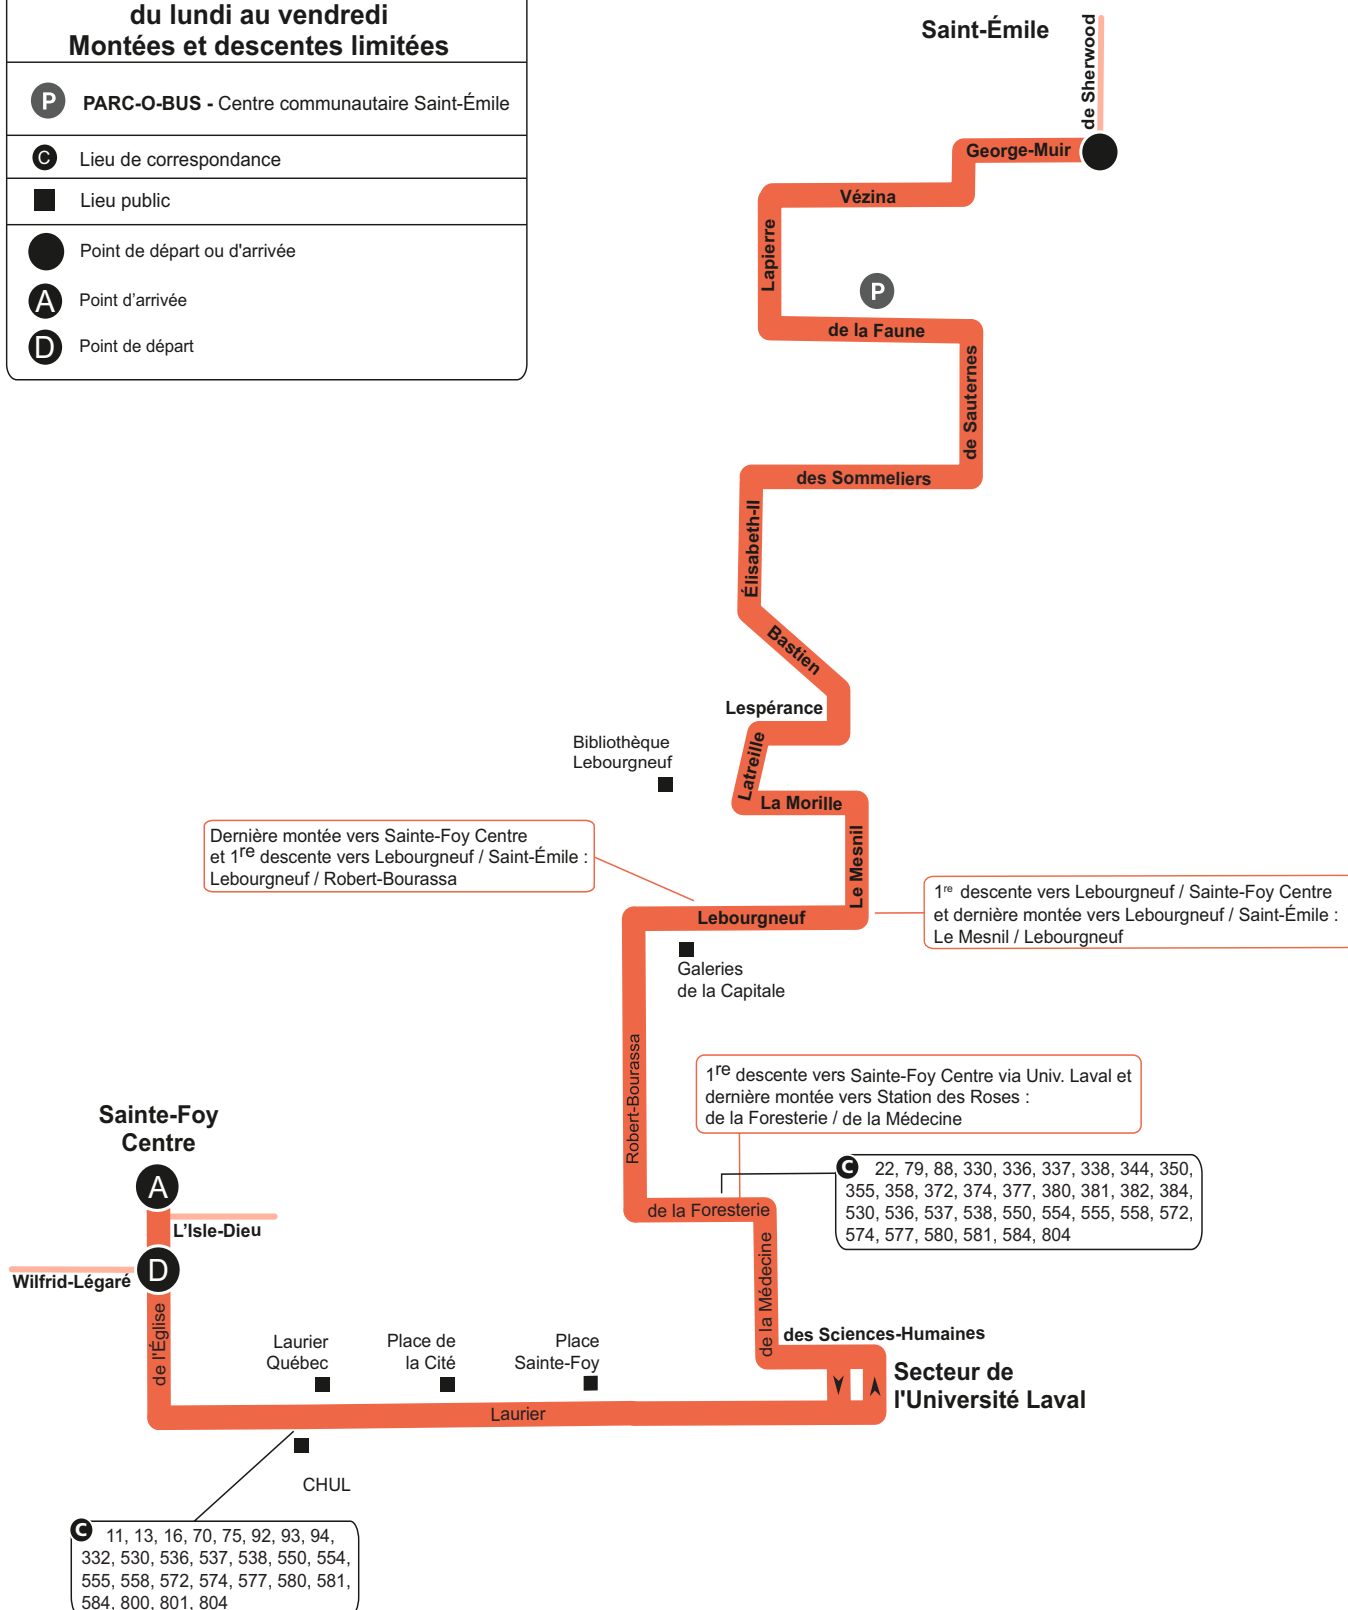 du lundi au vendredi
Montées et descentes limitées
P PARC-O-BUS - Centre communautaire Saint-Émile
C Lieu de correspondance
Lieu public
Point de départ ou d'arrivée
A Point d'arrivée
D Point de départ
Saint-Émile
de Sherwood
George-Muir
Vézina
Lapierre
P
de la Faune
de Sauternes
des Sommeliers
Élisabeth-II
Bastien
Lespérance
Latreille
Bibliothèque
Lebourgneuf
La Morille
Le Mesnil
Dernière montée vers Sainte-Foy Centre
et 1re descente vers Lebourgneuf / Saint-Émile :
Lebourgneuf / Robert-Bourassa
1re descente vers Lebourgneuf / Sainte-Foy Centre
et dernière montée vers Lebourgneuf / Saint-Émile :
Le Mesnil / Lebourgneuf
Lebourgneuf
Galeries
de la Capitale
Robert-Bourassa
1re descente vers Sainte-Foy Centre via Univ. Laval et
dernière montée vers Station des Roses :
de la Foresterie / de la Médecine
C 22, 79, 88, 330, 336, 337, 338, 344, 350,
355, 358, 372, 374, 377, 380, 381, 382, 384,
530, 536, 537, 538, 550, 554, 555, 558, 572,
574, 577, 580, 581, 584, 804
de la Foresterie
de la Médecine
des Sciences-Humaines
Secteur de
l'Université Laval
Sainte-Foy
Centre
A
L'Isle-Dieu
D
Wilfrid-Légaré
de l'Église
Laurier
Québec
Place de
la Cité
Place
Sainte-Foy
Laurier
CHUL
C 11, 13, 16, 70, 75, 92, 93, 94,
332, 530, 536, 537, 538, 550, 554,
555, 558, 572, 574, 577, 580, 581,
584, 800, 801, 804